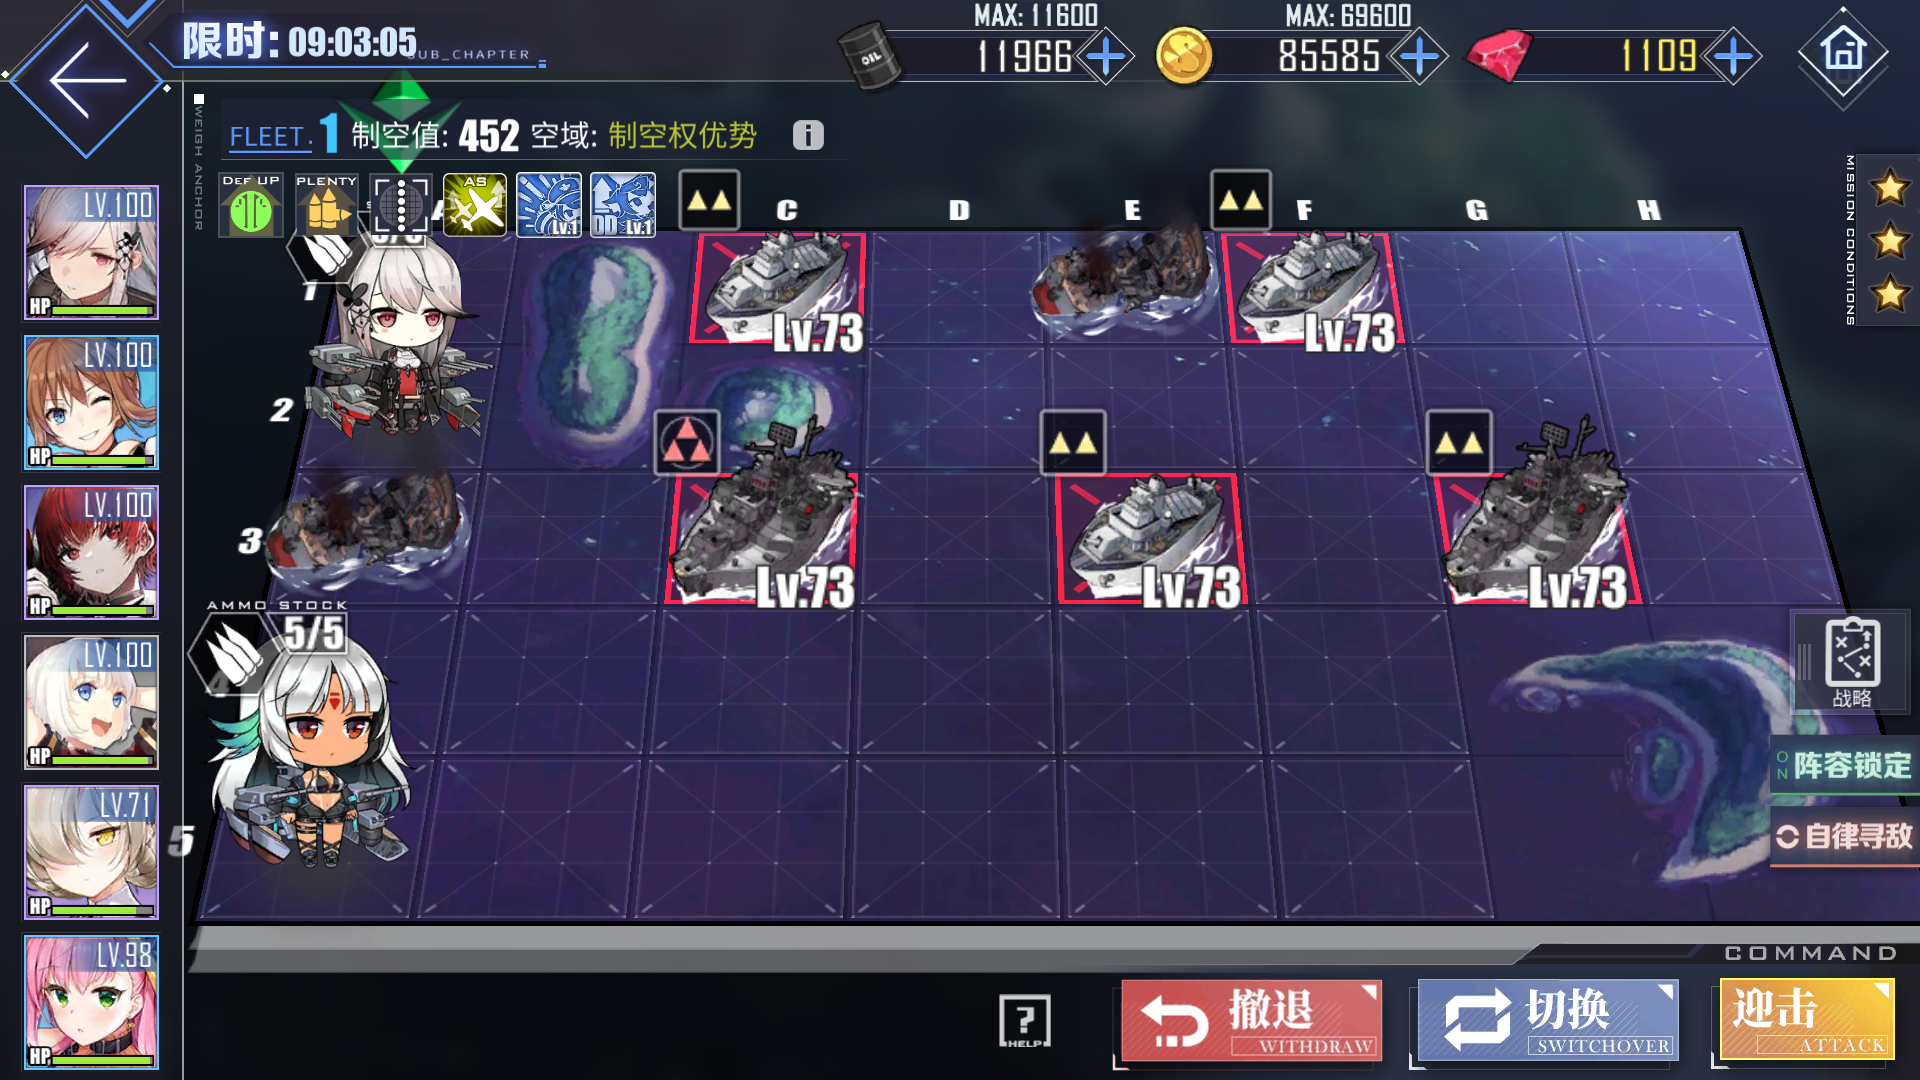 限时: 09:03:05
SUB_CHAPTER
MAX: 11600
11966
OIL
MAX: 69600
85585
1109
WEIGH ANCHOR
FLEET. 1 制空值: 452 空域: 制空权优势 i
DEF UP
PLENTY
AS
LV.1
DD LV.1
A C D E F G H
MISSION CONDITIONS
LV.100
HP
LV.100
HP
LV.100
HP
LV.100
HP
LV.71
HP
LV.98
HP
1
2
3
4
5
Lv.73
Lv.73
Lv.73
Lv.73
Lv.73
AMMO STOCK
5/5
战略
ON 阵容锁定
自律寻敌
COMMAND
? HELP
撤退
WITHDRAW
切换
SWITCHOVER
迎击
ATTACK